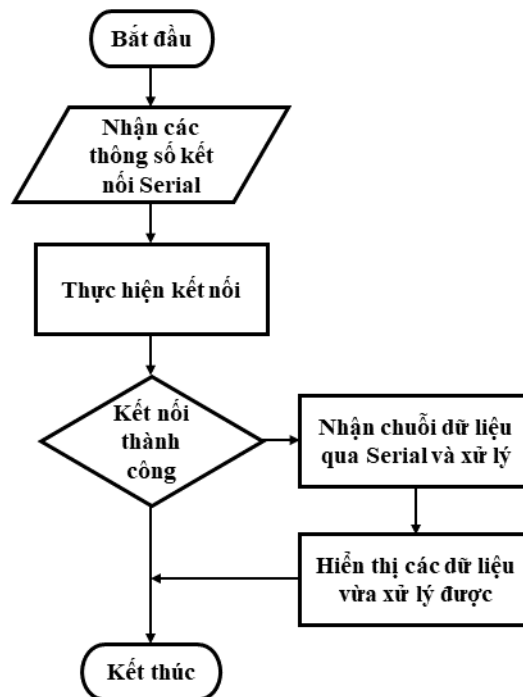 Bắt đầu
Nhận các
thông số kết
nối Serial
Thực hiện kết nối
Kết nối
thành
công
Nhận chuỗi dữ liệu
qua Serial và xử lý
Hiển thị các dữ liệu
vừa xử lý được
Kết thúc